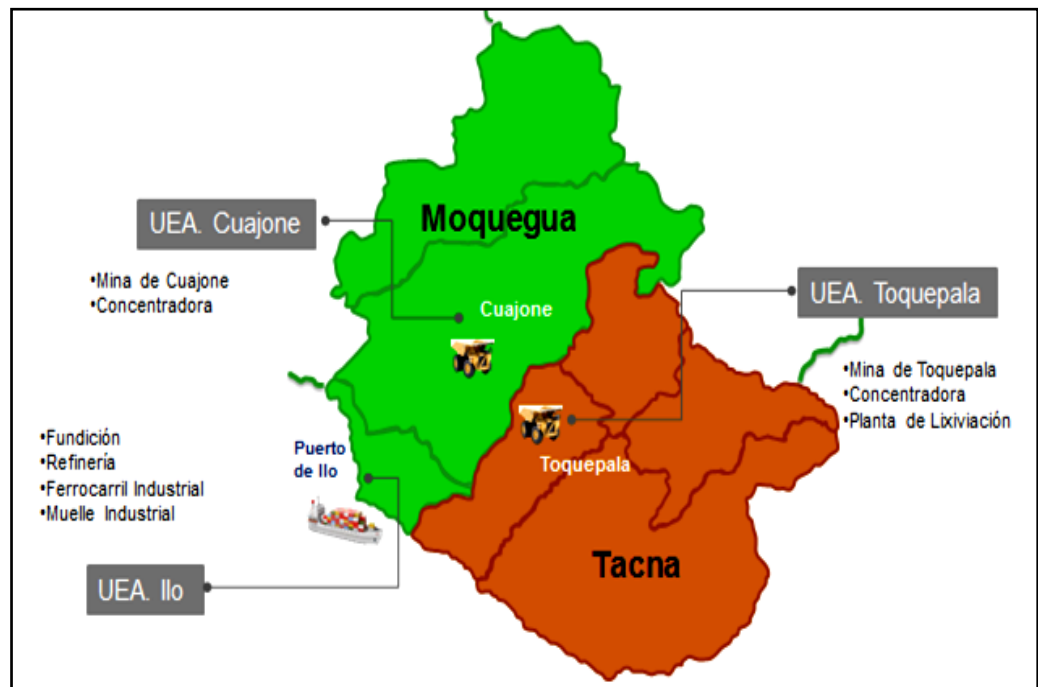 Moquegua
UEA. Cuajone
•Mina de Cuajone
•Concentradora
Cuajone
UEA. Toquepala
•Mina de Toquepala
•Concentradora
•Planta de Lixiviación
•Fundición
•Refinería
•Ferrocarril Industrial
•Muelle Industrial
Puerto
de Ilo
Toquepala
Tacna
UEA. Ilo